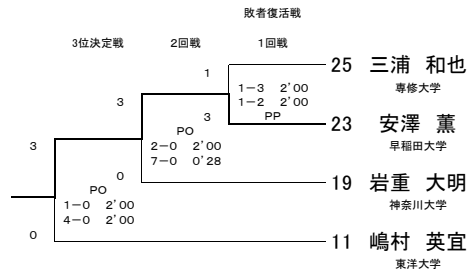 敗者復活戦
3位決定戦 2回戦 1回戦
1 25 三浦 和也
1-3 2'00 専修大学
3 1-2 2'00
3 PP 23 安澤 薫
PO 早稲田大学
3 2-0 2'00
7-0 0'28
0 19 岩重 大明
PO 神奈川大学
1-0 2'00
4-0 2'00
0 11 嶋村 英宜
東洋大学